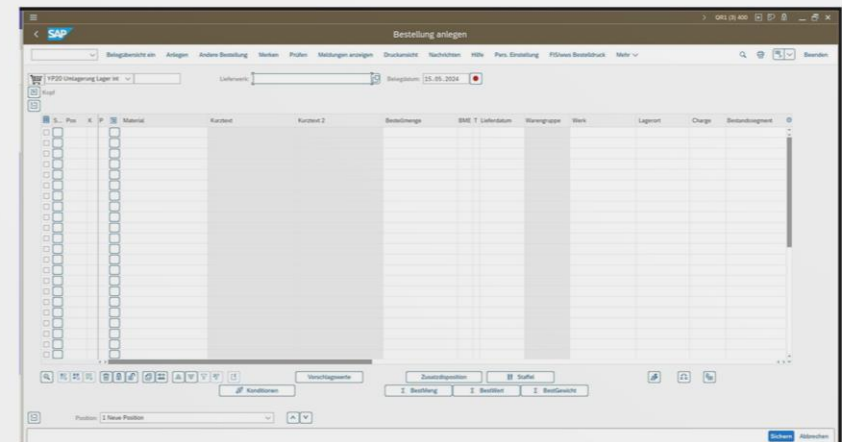 QR1 (3) 400
SAP
Bestellung anlegen
Belegübersicht ein Anlegen Andere Bestellung Merken Prüfen Meldungen anzeigen Druckansicht Nachrichten Hilfe Pers. Einstellung FIS/wws Bestelldruck Mehr Beenden
YP20 Umlagerung Lager int Lieferwerk: Belegdatum: 15.05.2024
Kopf
S... Pos K P Material Kurztext Kurztext 2 Bestellmenge BME T Lieferdatum Warengruppe Werk Lagerort Charge Bestandssegment
Vorschlagswerte Zusatzdisposition Staffel
Konditionen Σ BestMeng Σ BestWert Σ BestGewicht
Position 1 Neue Position
Sichern Abbrechen